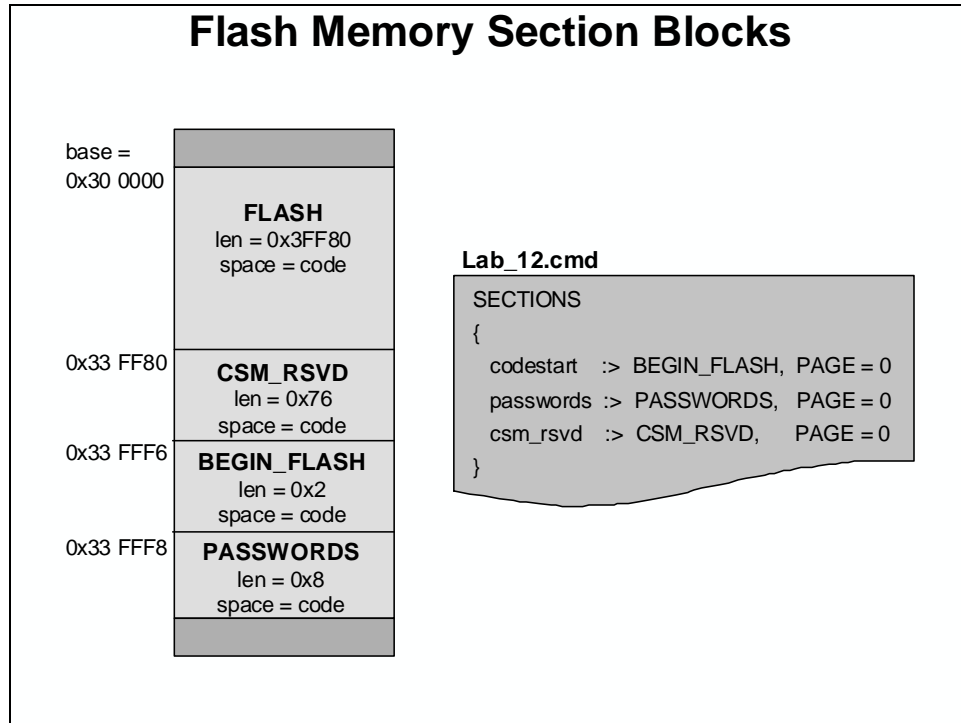 Flash Memory Section Blocks
base =
0x30 0000
FLASH
len = 0x3FF80
space = code
0x33 FF80
CSM_RSVD
len = 0x76
space = code
0x33 FFF6
BEGIN_FLASH
len = 0x2
space = code
0x33 FFF8
PASSWORDS
len = 0x8
space = code
Lab_12.cmd
SECTIONS
{
codestart :> BEGIN_FLASH, PAGE = 0
passwords :> PASSWORDS, PAGE = 0
csm_rsvd :> CSM_RSVD, PAGE = 0
}